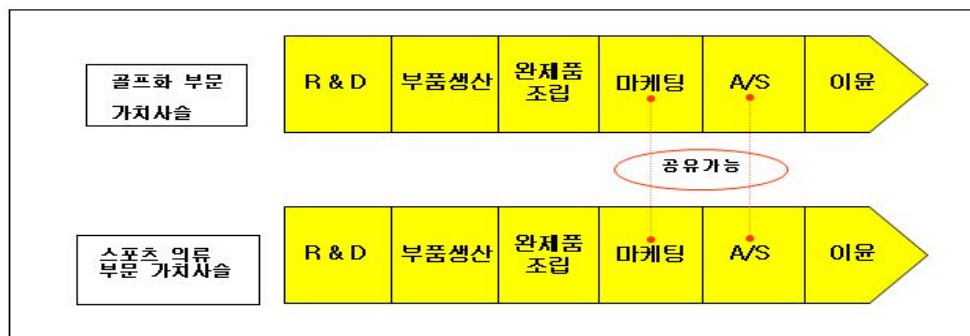 골프화 부문
가치사슬
R & D
부품생산
완제품
조립
마케팅
A/S
이윤
공유가능
스포츠 의류
부문 가치사슬
R & D
부품생산
완제품
조립
마케팅
A/S
이윤